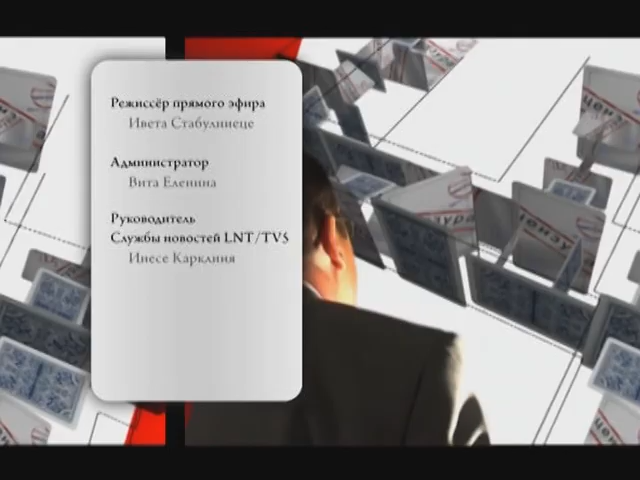 Режиссёр прямого эфира
Ивета Стабулниеце
Администратор
Вита Еленина
Руководитель
Службы новостей LNT/TV5
Инесе Карклиня